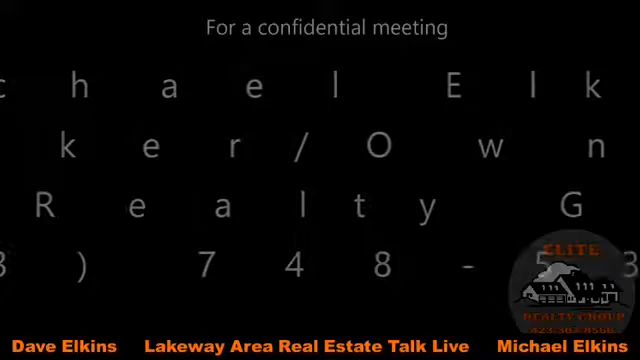 For a confidential meeting
c h a e l   E l k
k e r / O w n
R e a l t y   G
3 ) 7 4 8 - 5 3
ELITE
REALTY GROUP
Dave Elkins   Lakeway Area Real Estate Talk Live   Michael Elkins